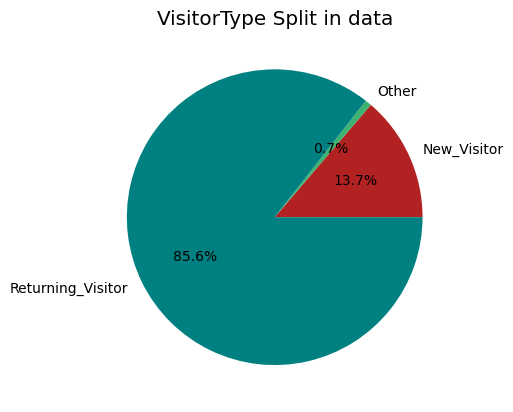 VisitorType Split in data
Other
0.7%
New_Visitor
13.7%
85.6%
Returning_Visitor